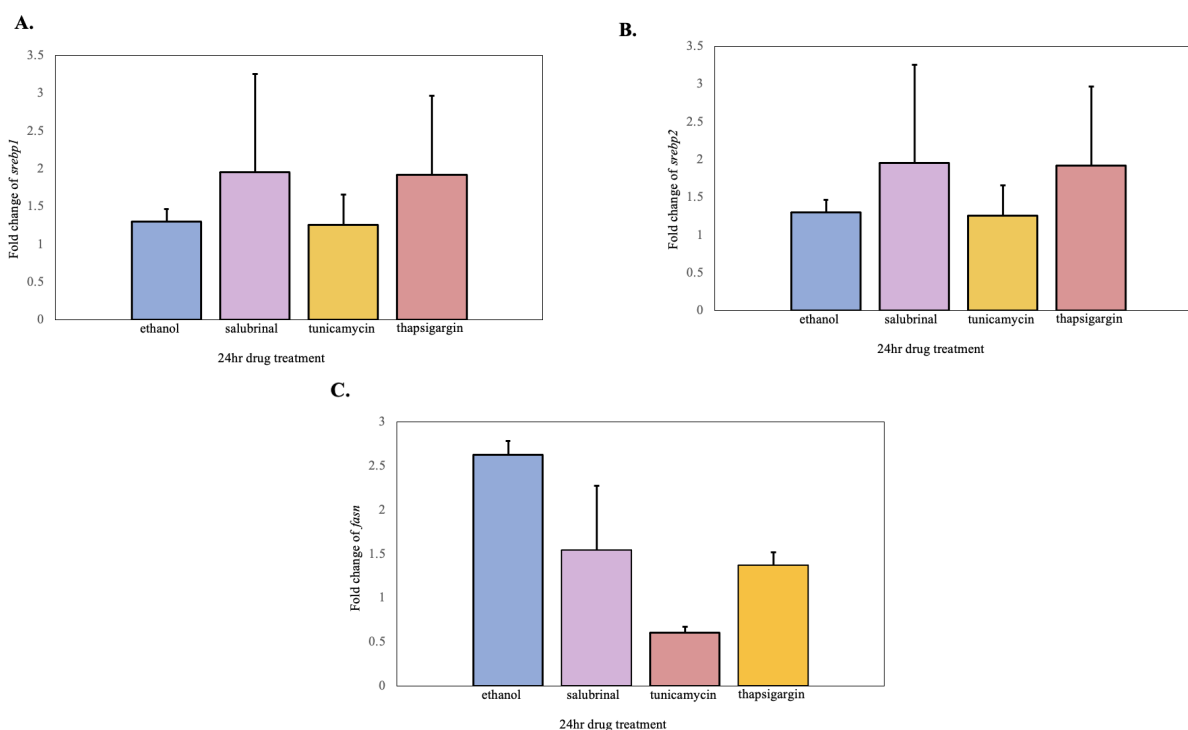 A.
3.5
3
2.5
2
1.5
1
0.5
0
Fold change of srebp1
ethanol salubrinal tunicamycin thapsigargin
24hr drug treatment
B.
3.5
3
2.5
2
1.5
1
0.5
0
Fold change of srebp2
ethanol salubrinal tunicamycin thapsigargin
24hr drug treatment
C.
3
2.5
2
1.5
1
0.5
0
Fold change of fasn
ethanol salubrinal tunicamycin thapsigargin
24hr drug treatment